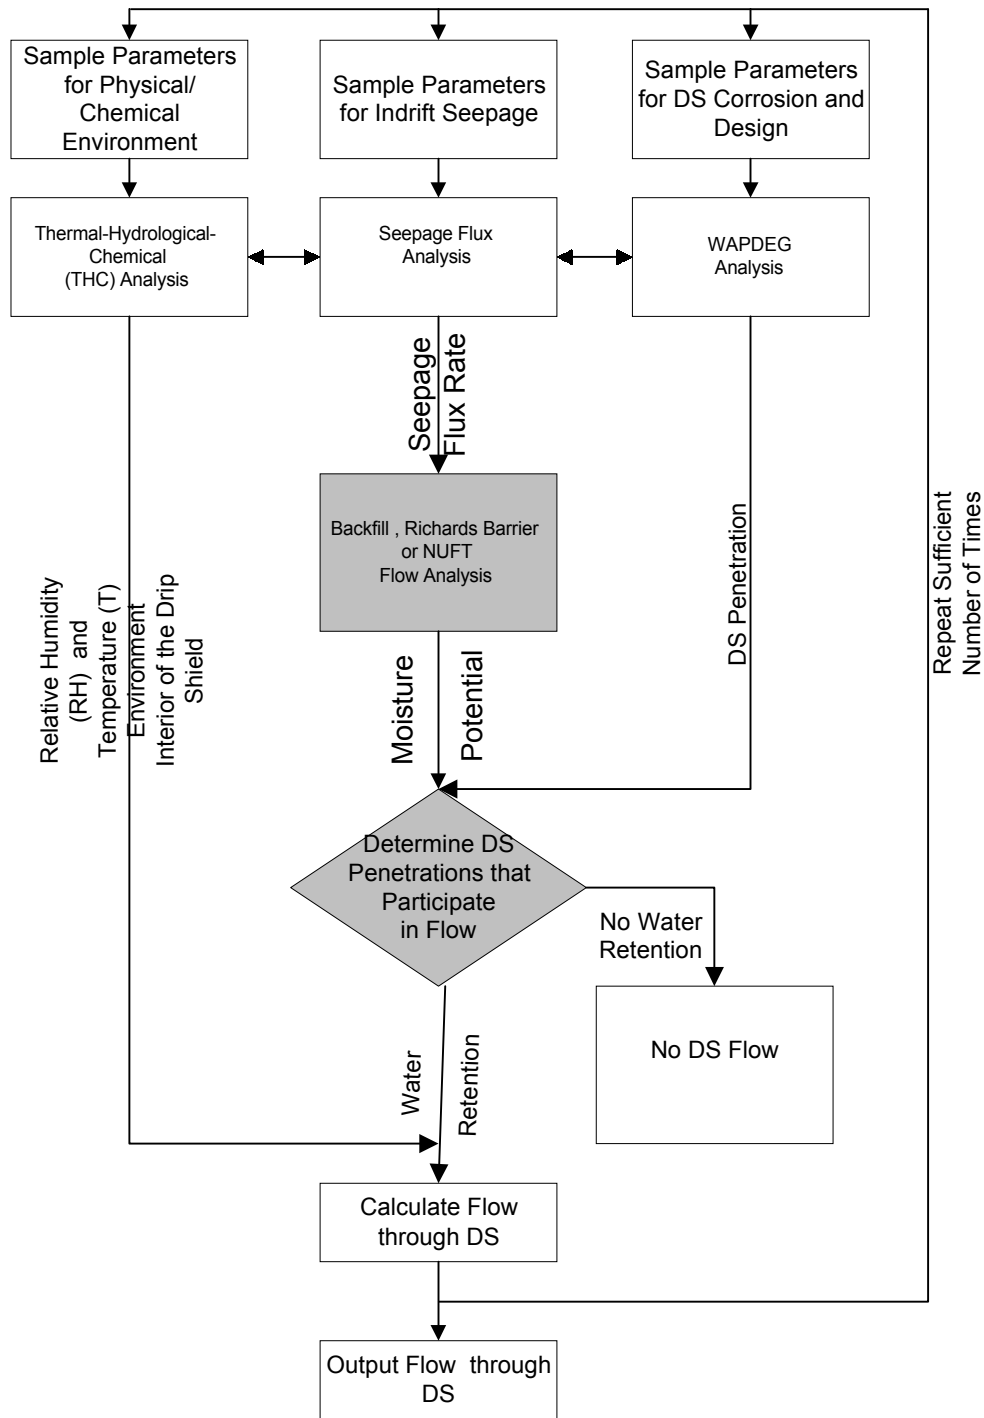 Sample Parameters
for Physical/
Chemical
Environment
Sample Parameters
for Indrift Seepage
Sample Parameters
for DS Corrosion and
Design
Thermal-Hydrological-
Chemical
(THC) Analysis
Seepage Flux
Analysis
WAPDEG
Analysis
Seepage
Flux Rate
Backfill , Richards Barrier
or NUFT
Flow Analysis
DS Penetration
Repeat Sufficient
Number of Times
Relative Humidity
(RH) and
Temperature (T)
Environment
Interior of the Drip
Shield
Moisture
Potential
Determine DS
Penetrations that
Participate
in Flow
No Water
Retention
No DS Flow
Water
Retention
Calculate Flow
through DS
Output Flow through
DS